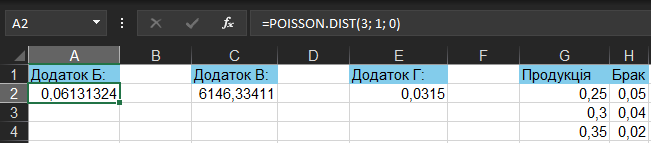 A2 fx =POISSON.DIST(3; 1; 0)
A B C D E F G H
1 Додаток Б: Додаток В: Додаток Г: Продукція Брак
2 0,06131324 6146,33411 0,0315 0,25 0,05
3 0,3 0,04
4 0,35 0,02